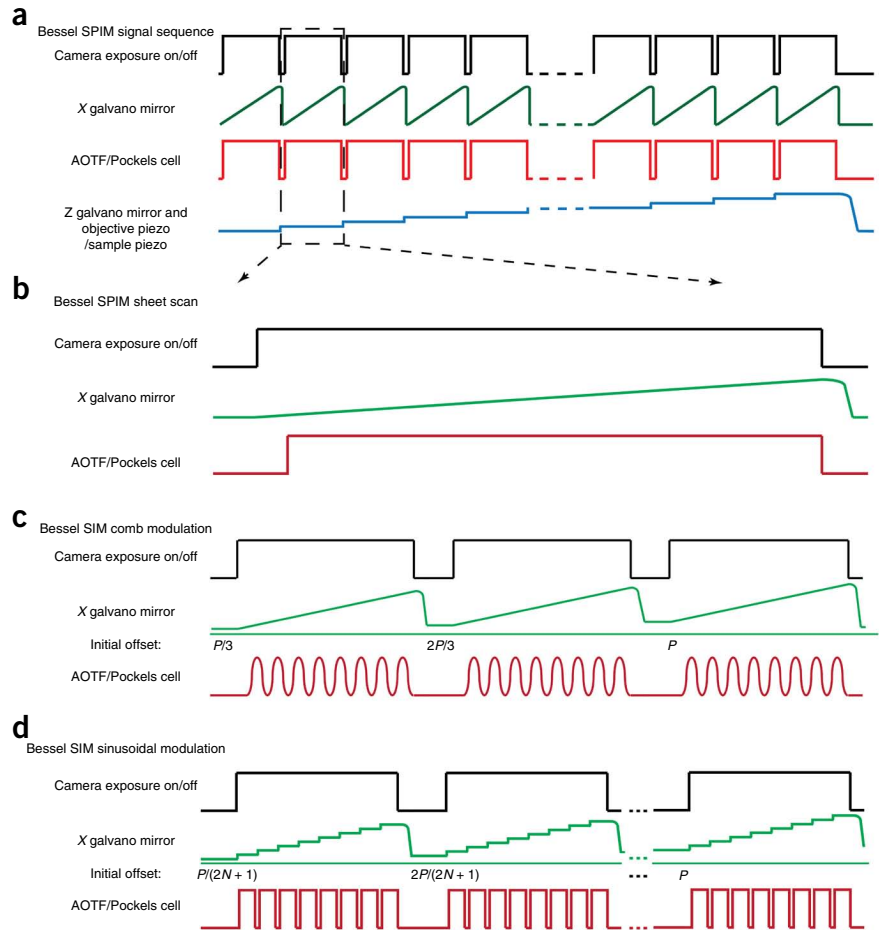 a
Bessel SPIM signal sequence
Camera exposure on/off
X galvano mirror
AOTF/Pockels cell
Z galvano mirror and
objective piezo
/sample piezo
b
Bessel SPIM sheet scan
Camera exposure on/off
X galvano mirror
AOTF/Pockels cell
c
Bessel SIM comb modulation
Camera exposure on/off
X galvano mirror
Initial offset: P/3 2P/3 P
AOTF/Pockels cell
d
Bessel SIM sinusoidal modulation
Camera exposure on/off
X galvano mirror
Initial offset: P/(2N + 1) 2P/(2N + 1) P
AOTF/Pockels cell